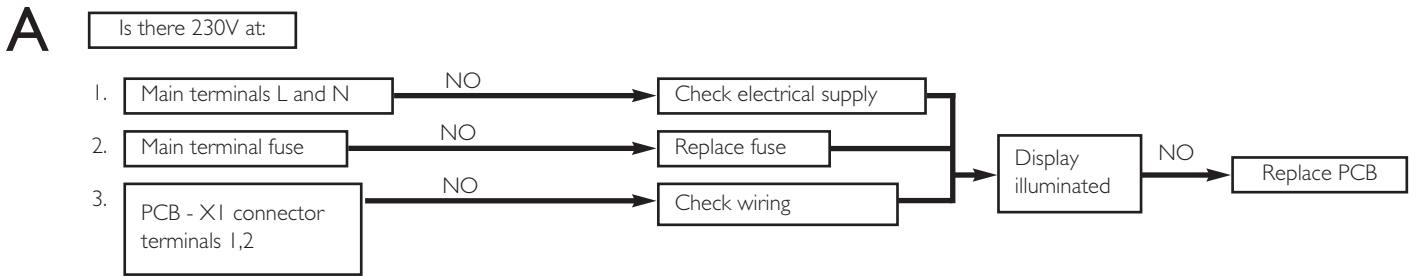 A
Is there 230V at:
1. Main terminals L and N
NO
Check electrical supply
2. Main terminal fuse
NO
Replace fuse
3. PCB - X1 connector
terminals 1,2
NO
Check wiring
Display
illuminated
NO
Replace PCB